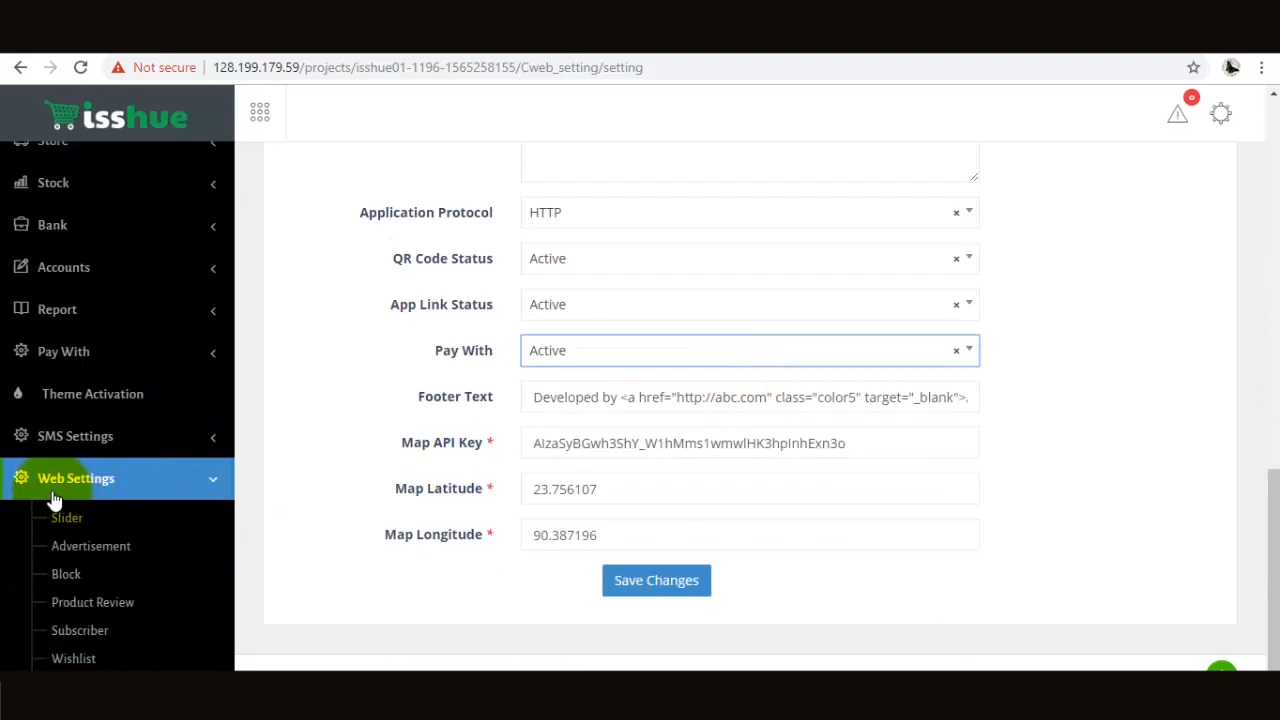 Not secure
128.199.179.59/projects/isshue01-1196-1565258155/Cweb_setting/setting
isshue
0
Store
Stock
Bank
Accounts
Report
Pay With
Theme Activation
SMS Settings
Web Settings
Slider
Advertisement
Block
Product Review
Subscriber
Wishlist
Application Protocol HTTP × 
QR Code Status Active ×
App Link Status Active ×
Pay With Active ×
Footer Text Developed by <a href="http://abc.com" class="color5" target="_blank">
Map API Key * AIzaSyBGwh3ShY_W1hMms1wmwlHK3hpInhExn3o
Map Latitude * 23.756107
Map Longitude * 90.387196
Save Changes